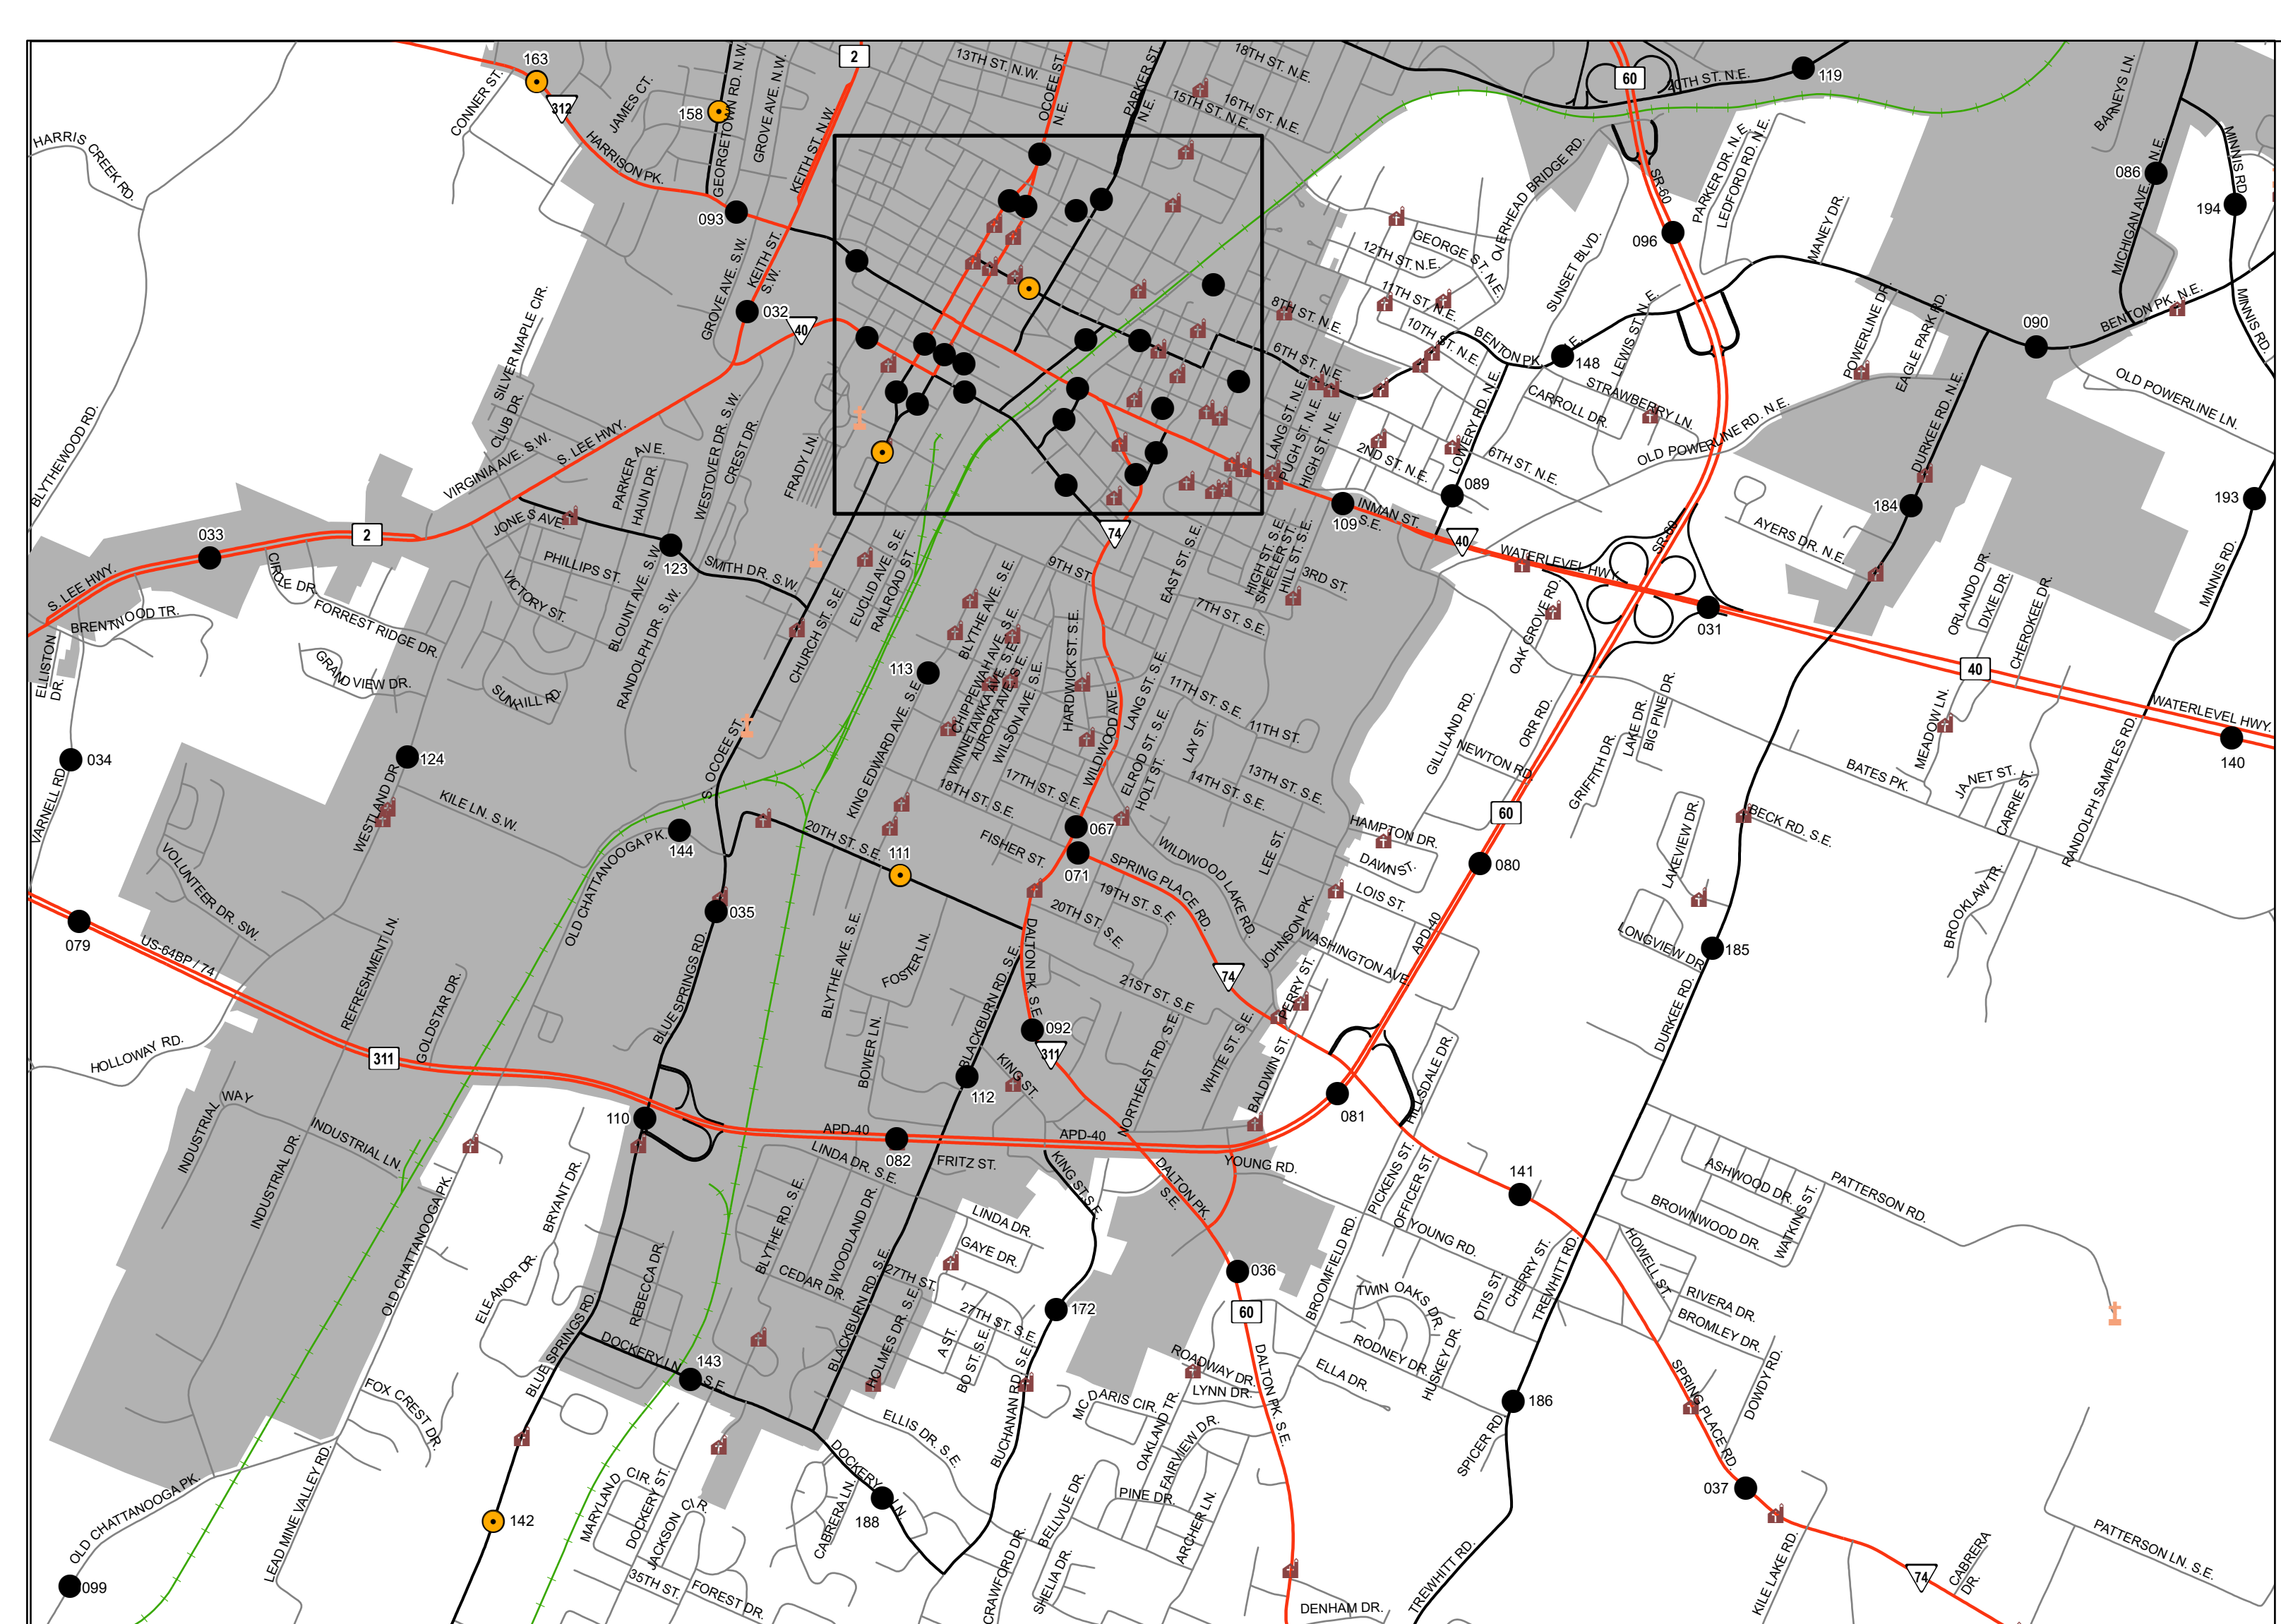 163
312
CONNER ST.
JAMES CT.
158
GEORGETOWN RD. N.W.
GROVE AVE. N.W.
KEITH ST. N.W.
2
13TH ST. N.W.
OCOEE ST. N.E.
PARKER ST. N.E.
18TH ST. N.E.
16TH ST. N.E.
15TH ST. N.E.
60
20TH ST. N.E.
119
BARNEYS LN.
MINNIS RD.
086
194
MICHIGAN AVE. N.E.
HARRIS CREEK RD.
HARRISON PK.
093
GROVE AVE. S.W.
KEITH ST. S.W.
032
40
OVERHEAD BRIDGE RD.
SR-60
PARKER DR. N.E.
LEDFORD RD. N.E.
MANEY DR.
096
GEORGE ST. N.E.
12TH ST. N.E.
11TH ST. N.E.
10TH ST. N.E.
8TH ST. N.E.
6TH ST. N.E.
SUNSET BLVD.
LEWIS ST. N.E.
BENTON PK. N.E.
148
STRAWBERRY LN.
CARROLL DR.
OLD POWERLINE RD. N.E.
POWERLINE DR.
EAGLE PARK RD.
090
BENTON PK. N.E.
MINNIS RD.
OLD POWERLINE LN.
DURKEE RD. N.E.
184
193
MINNIS RD.
BLYTHEWOOD RD.
SILVER MAPLE CIR.
CLUB DR.
VIRGINIA AVE. S.W.
S. LEE HWY.
PARKER AVE.
HAUN DR.
WESTOVER DR. S.W.
CREST DR.
FRADY LN.
LANG ST. N.E.
PUGH ST. N.E.
HIGH ST. N.E.
2ND ST. N.E.
LOWERY RD. N.E.
6TH ST. N.E.
089
109
INMAN ST. S.E.
40
WATERLEVEL HWY.
SR-60
AYERS DR. N.E.
031
033
2
S. LEE HWY.
BRENTWOOD TR.
CIRCLE DR.
FORREST RIDGE DR.
GRAND VIEW DR.
ELLISTON DR.
JONES AVE.
PHILLIPS ST.
VICTORY ST.
SUNHILL RD.
123
SMITH DR. S.W.
BLOUNT AVE. S.W.
RANDOLPH DR. S.W.
CHURCH ST. S.E.
EUCLID AVE. S.E.
RAILROAD ST.
74
9TH ST.
EAST ST. S.E.
HIGH ST. S.E.
SHEELER ST.
HILL ST. S.E.
3RD ST.
7TH ST. S.E.
BLYTHE AVE. S.E.
CHIPPEWAH AVE. S.E.
WINNETAWKA AVE. S.E.
AURORA AVE. S.E.
WILSON AVE. S.E.
HARDWICK ST. S.E.
WILDWOOD AVE.
LANG ST. S.E.
ELROD ST. S.E.
HOLT ST.
LAY ST.
11TH ST. S.E.
11TH ST.
13TH ST. S.E.
14TH ST. S.E.
17TH ST. S.E.
18TH ST. S.E.
113
KING EDWARD AVE. S.E.
OAK GROVE RD.
GILLILAND RD.
NEWTON RD.
ORR RD.
GRIFFITH DR.
LAKE DR.
BIG PINE DR.
ORLANDO DR.
DIXIE DR.
CHEROKEE DR.
40
WATERLEVEL HWY.
140
MEADOW LN.
BATES PK.
JANET ST.
CARRIE ST.
RANDOLPH SAMPLES RD.
BROOKLAWN TR.
034
VARNELL RD.
124
WESTLAND DR.
KILE LN. S.W.
S. OCOEE ST.
144
OLD CHATTANOOGA PK.
20TH ST. S.E.
111
035
067
071
FISHER ST.
SPRING PLACE RD.
WILDWOOD LAKE RD.
19TH ST. S.E.
20TH ST. S.E.
21ST ST. S.E.
LEE ST.
JOHNSON PK.
HAMPTON DR.
DAWN ST.
LOIS ST.
WASHINGTON AVE.
PERRY ST.
60
080
APD-40
LAKEVIEW DR.
BECK RD. S.E.
LONGVIEW DR.
185
DURKEE RD.
VOLUNTEER DR. SW.
079
US-64BP / 74
REFRESHMENT LN.
GOLDSTAR DR.
HOLLOWAY RD.
311
BLUE SPRINGS RD.
BLYTHE AVE. S.E.
FOSTER LN.
BOWER LN.
BLACKBURN RD. S.E.
DALTON PK. S.E.
092
311
KING ST.
112
NORTHEAST RD. S.E.
WHITE ST. S.E.
BALDWIN ST.
74
081
HILLSDALE DR.
INDUSTRIAL WAY
INDUSTRIAL LN.
INDUSTRIAL DR.
OLD CHATTANOOGA PK.
110
APD-40
082
APD-40
LINDA DR. S.E.
FRITZ ST.
KING ST. S.E.
DALTON PK. S.E.
YOUNG RD.
PICKENS ST.
OFFICER ST.
141
YOUNG RD.
ASHWOOD DR.
BROWNWOOD DR.
WATKINS ST.
PATTERSON RD.
BRYANT DR.
ELEANOR DR.
REBECCA DR.
BLYTHE RD. S.E.
WOODLAND DR.
CEDAR DR.
BLACKBURN RD. S.E.
LINDA DR.
GAYE DR.
27TH ST.
27TH ST. S.E.
HOLMES DR. S.E.
A ST.
BO ST. S.E.
172
BUCHANAN RD. S.E.
036
60
BROOMFIELD RD.
TWIN OAKS DR.
RODNEY DR.
HUSKEY DR.
ELLA DR.
OTIS ST.
CHERRY ST.
TREWHITT RD.
HOWELL ST.
RIVERA DR.
BROMLEY DR.
DOWDY RD.
SPRING PLACE RD.
037
186
SPICER RD.
BLUE SPRINGS RD.
DOCKERY LN. S.E.
143
ROADWAY DR.
LYNN DR.
MC. DARIS CIR.
OAKLAND TR.
FAIRVIEW DR.
DALTON PK. S.E.
PINE DR.
ARCHER LN.
BELLVUE DR.
SHELIA DR.
CRAWFORD DR.
ELLIS DR. S.E.
DOCKERY LN.
188
CABRERA LN.
FOX CREST DR.
OLD CHATTANOOGA PK.
LEAD MINE VALLEY RD.
099
142
MARYLAND CIR.
DOCKERY ST.
JACKSON CIR.
35TH ST.
FOREST DR.
DENHAM DR.
TREWHITT RD.
KILE LAKE RD.
74
CABRERA DR.
PATTERSON LN. S.E.